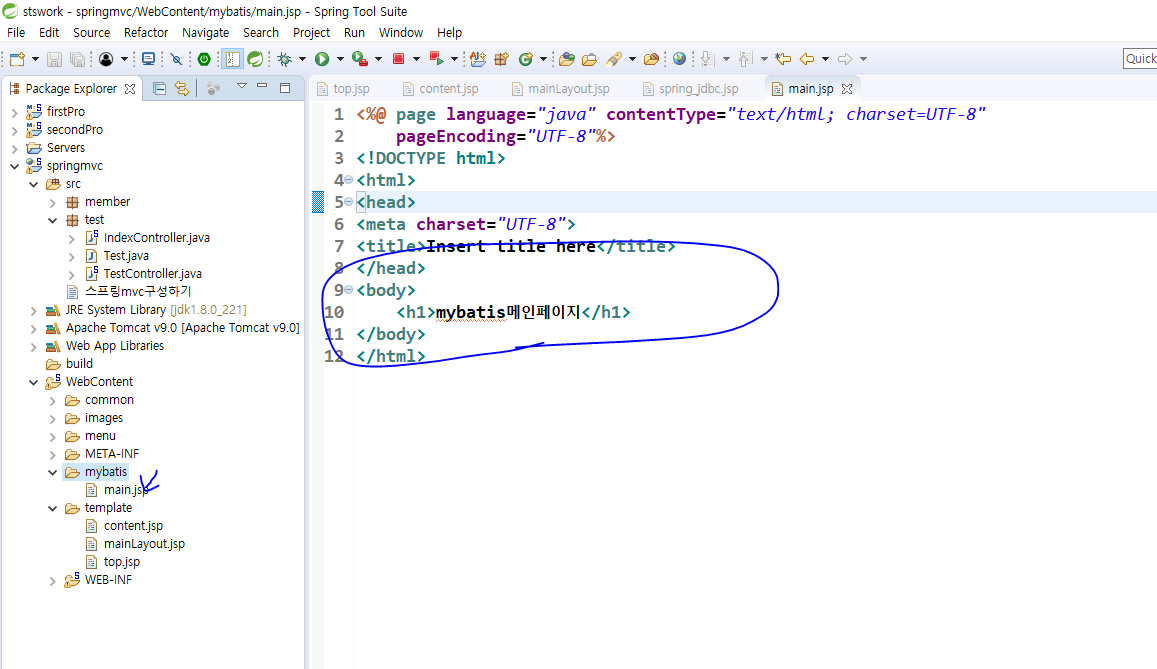 stswork - springmvc/WebContent/mybatis/main.jsp - Spring Tool Suite
File Edit Source Refactor Navigate Search Project Run Window Help
Quick
Package Explorer
top.jsp content.jsp mainLayout.jsp spring_jdbc.jsp main.jsp
firstPro
secondPro
Servers
springmvc
src
member
test
IndexController.java
Test.java
TestController.java
스프링mvc구성하기
JRE System Library [jdk1.8.0_221]
Apache Tomcat v9.0 [Apache Tomcat v9.0]
Web App Libraries
build
WebContent
common
images
menu
META-INF
mybatis
main.jsp
template
content.jsp
mainLayout.jsp
top.jsp
WEB-INF
1 <%@ page language="java" contentType="text/html; charset=UTF-8"
2 pageEncoding="UTF-8"%>
3 <!DOCTYPE html>
4 <html>
5 <head>
6 <meta charset="UTF-8">
7 <title>Insert title here</title>
8 </head>
9 <body>
10 <h1>mybatis메인페이지</h1>
11 </body>
12 </html>